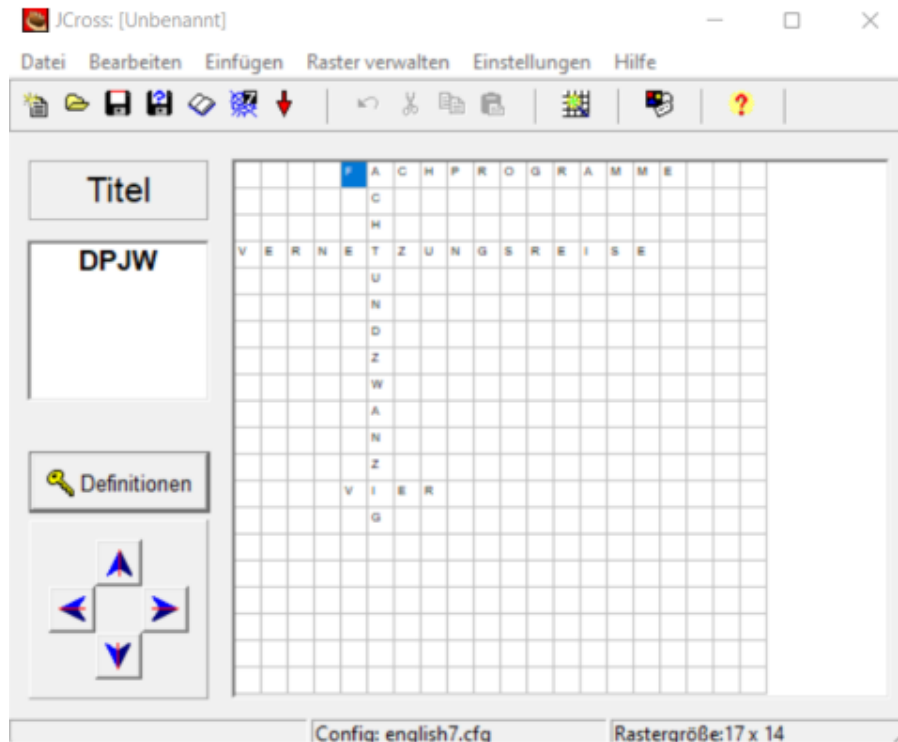 JCross: [Unbenannt]
Datei Bearbeiten Einfügen Raster verwalten Einstellungen Hilfe
Titel
DPJW
F A C H P R O G R A M M E
C
H
V E R N E T Z U N G S R E I S E
U
N
D
Z
W
A
N
Z
V I E R
G
Definitionen
Config: english7.cfg Rastergröße:17 x 14